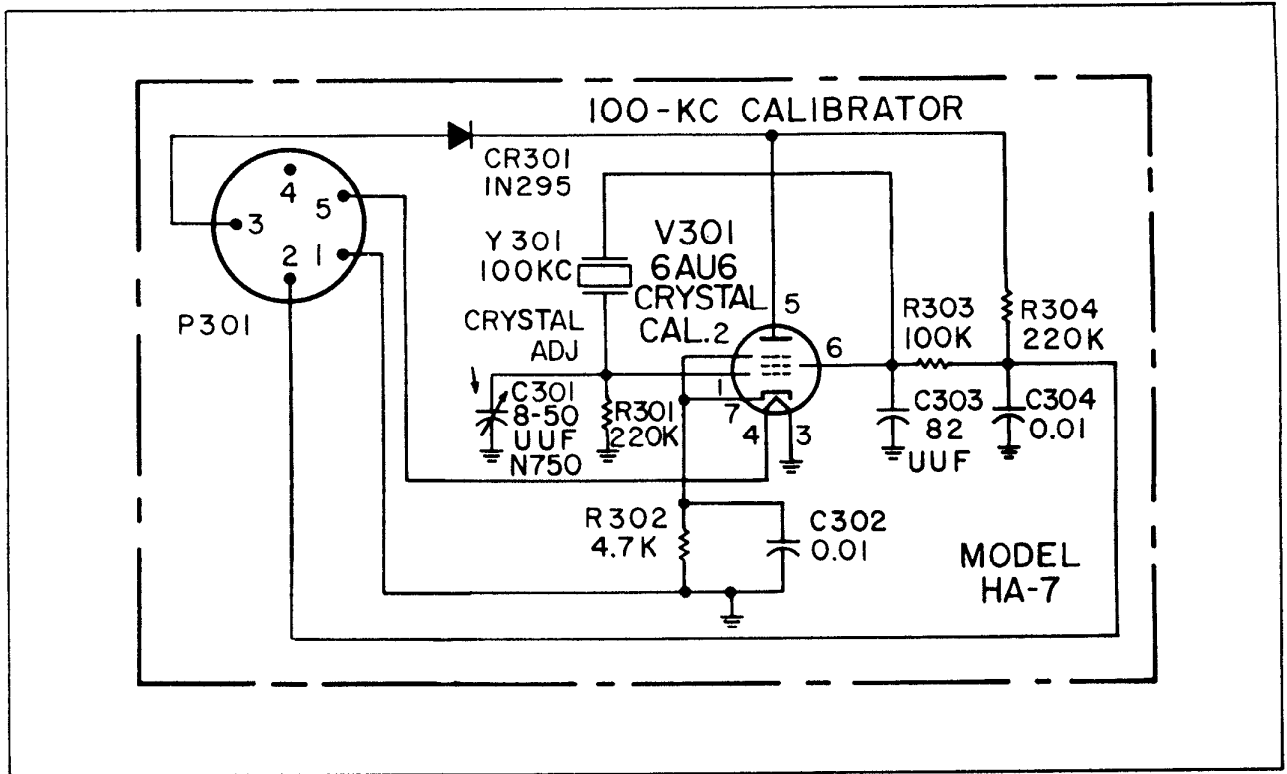 100-KC CALIBRATOR
CR301
1N295
4
5
3
2
1
P301
Y301
100KC
V301
6AU6
CRYSTAL
CAL.
2
5
CRYSTAL
ADJ
6
1
7
4
3
R303
100K
R304
220K
C301
8-50
UUF
N750
R301
220K
C303
82
UUF
C304
0.01
R302
4.7K
C302
0.01
MODEL
HA-7